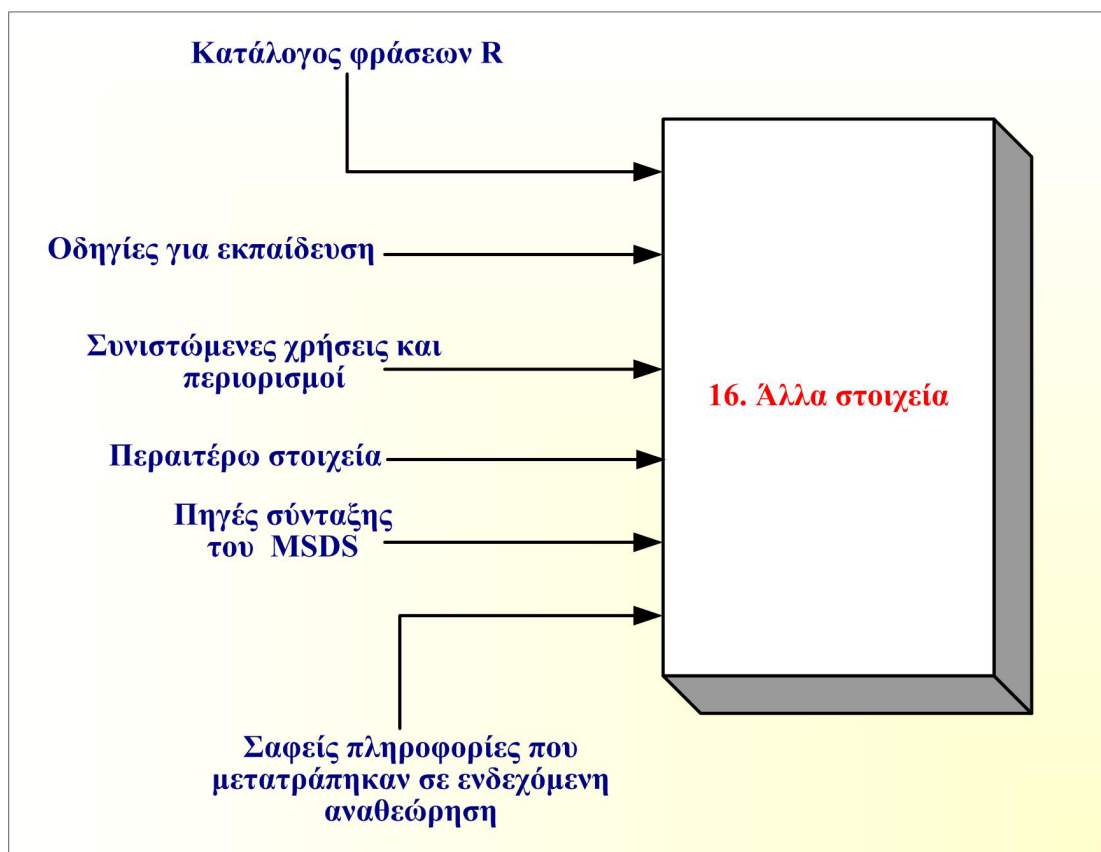 Κατάλογος φράσεων R
Οδηγίες για εκπαίδευση
Συνιστώμενες χρήσεις και
περιορισμοί
16. Άλλα στοιχεία
Περαιτέρω στοιχεία
Πηγές σύνταξης
του MSDS
Σαφείς πληροφορίες που
μετατράπηκαν σε ενδεχόμενη
αναθεώρηση